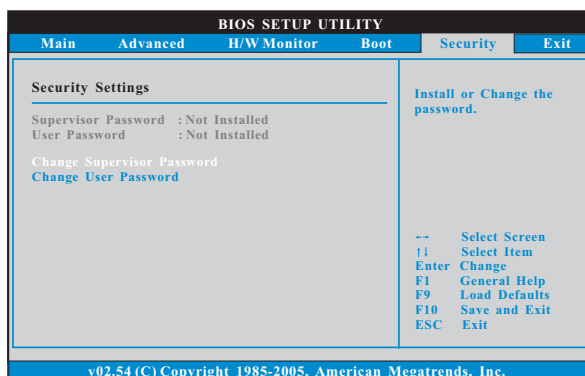 BIOS SETUP UTILITY
Main Advanced H/W Monitor Boot Security Exit
Security Settings
Supervisor Password : Not Installed
User Password : Not Installed
Change Supervisor Password
Change User Password
Install or Change the
password.
←→ Select Screen
↑↓ Select Item
Enter Change
F1 General Help
F9 Load Defaults
F10 Save and Exit
ESC Exit
v02.54 (C) Copyright 1985-2005, American Megatrends, Inc.